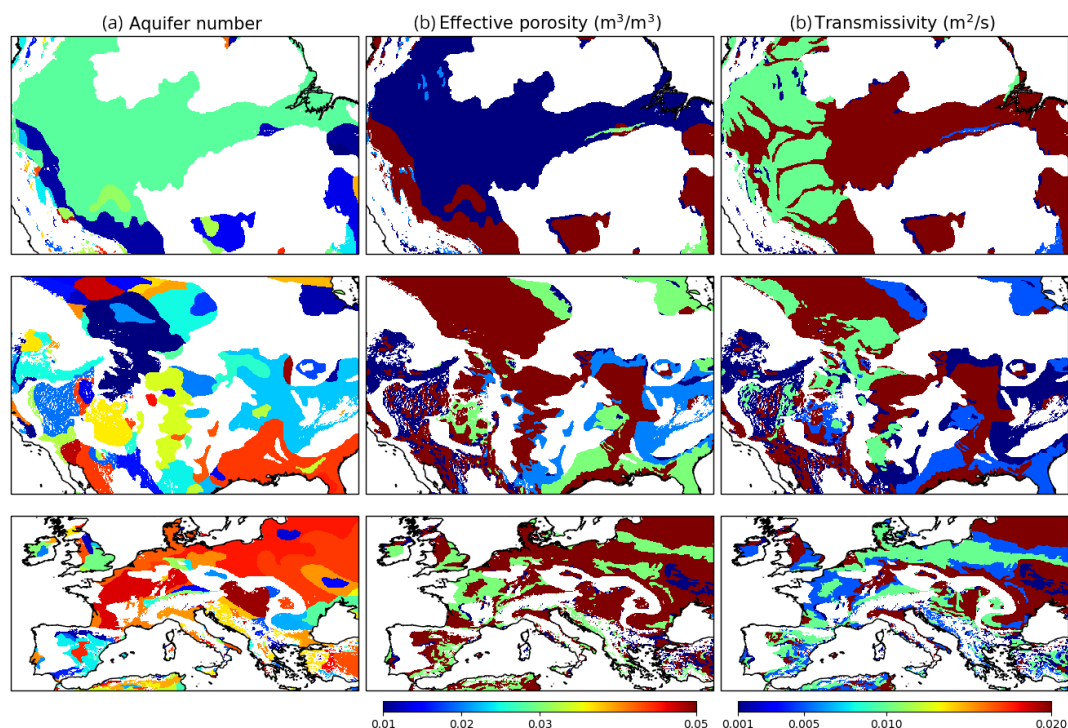 (a) Aquifer number
(b) Effective porosity (m³/m³)
(b) Transmissivity (m²/s)
0.01 0.02 0.03 0.05
0.001 0.005 0.010 0.020